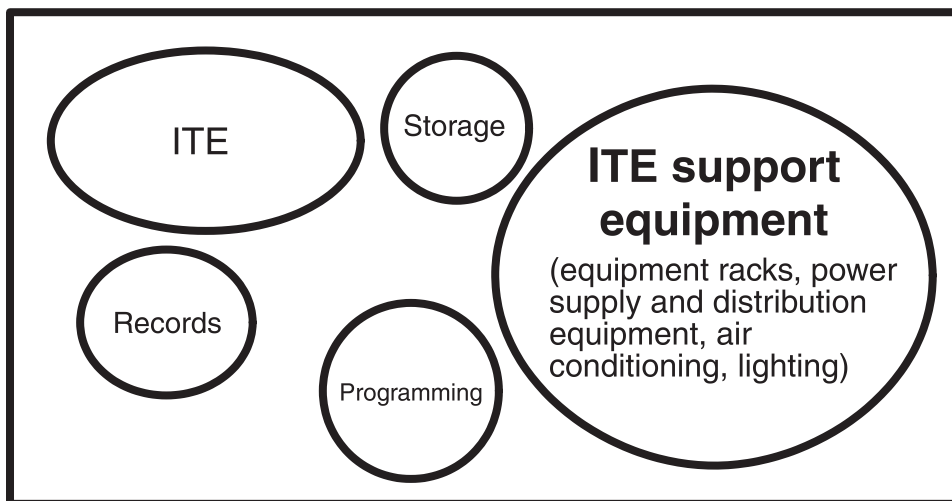 ITE
Storage
ITE support
equipment
(equipment racks, power
supply and distribution
equipment, air
conditioning, lighting)
Records
Programming